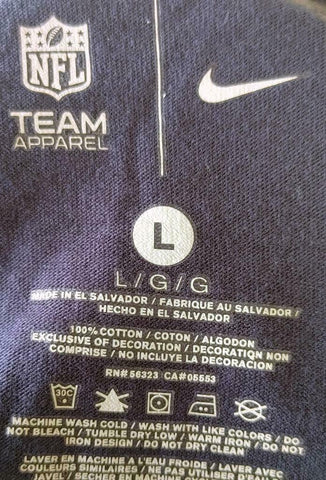 NFL
TEAM
APPAREL
L
L/G/G
MADE IN EL SALVADOR / FABRIQUE AU SALVADOR /
HECHO EN EL SALVADOR
100% COTTON / COTON / ALGODON
EXCLUSIVE OF DECORATION / DECORATION NON
COMPRISE / NO INCLUYE LA DECORACION
RN# 56323 CA# 05553
30C
MACHINE WASH COLD / WASH WITH LIKE COLORS / DO
NOT BLEACH / TUMBLE DRY LOW / WARM IRON / DO NOT
IRON DESIGN / DO NOT DRY CLEAN
LAVER EN MACHINE A L'EAU FROIDE / LAVER AVEC
COULEURS SIMILAIRES / NE PAS UTILISER D'EAU